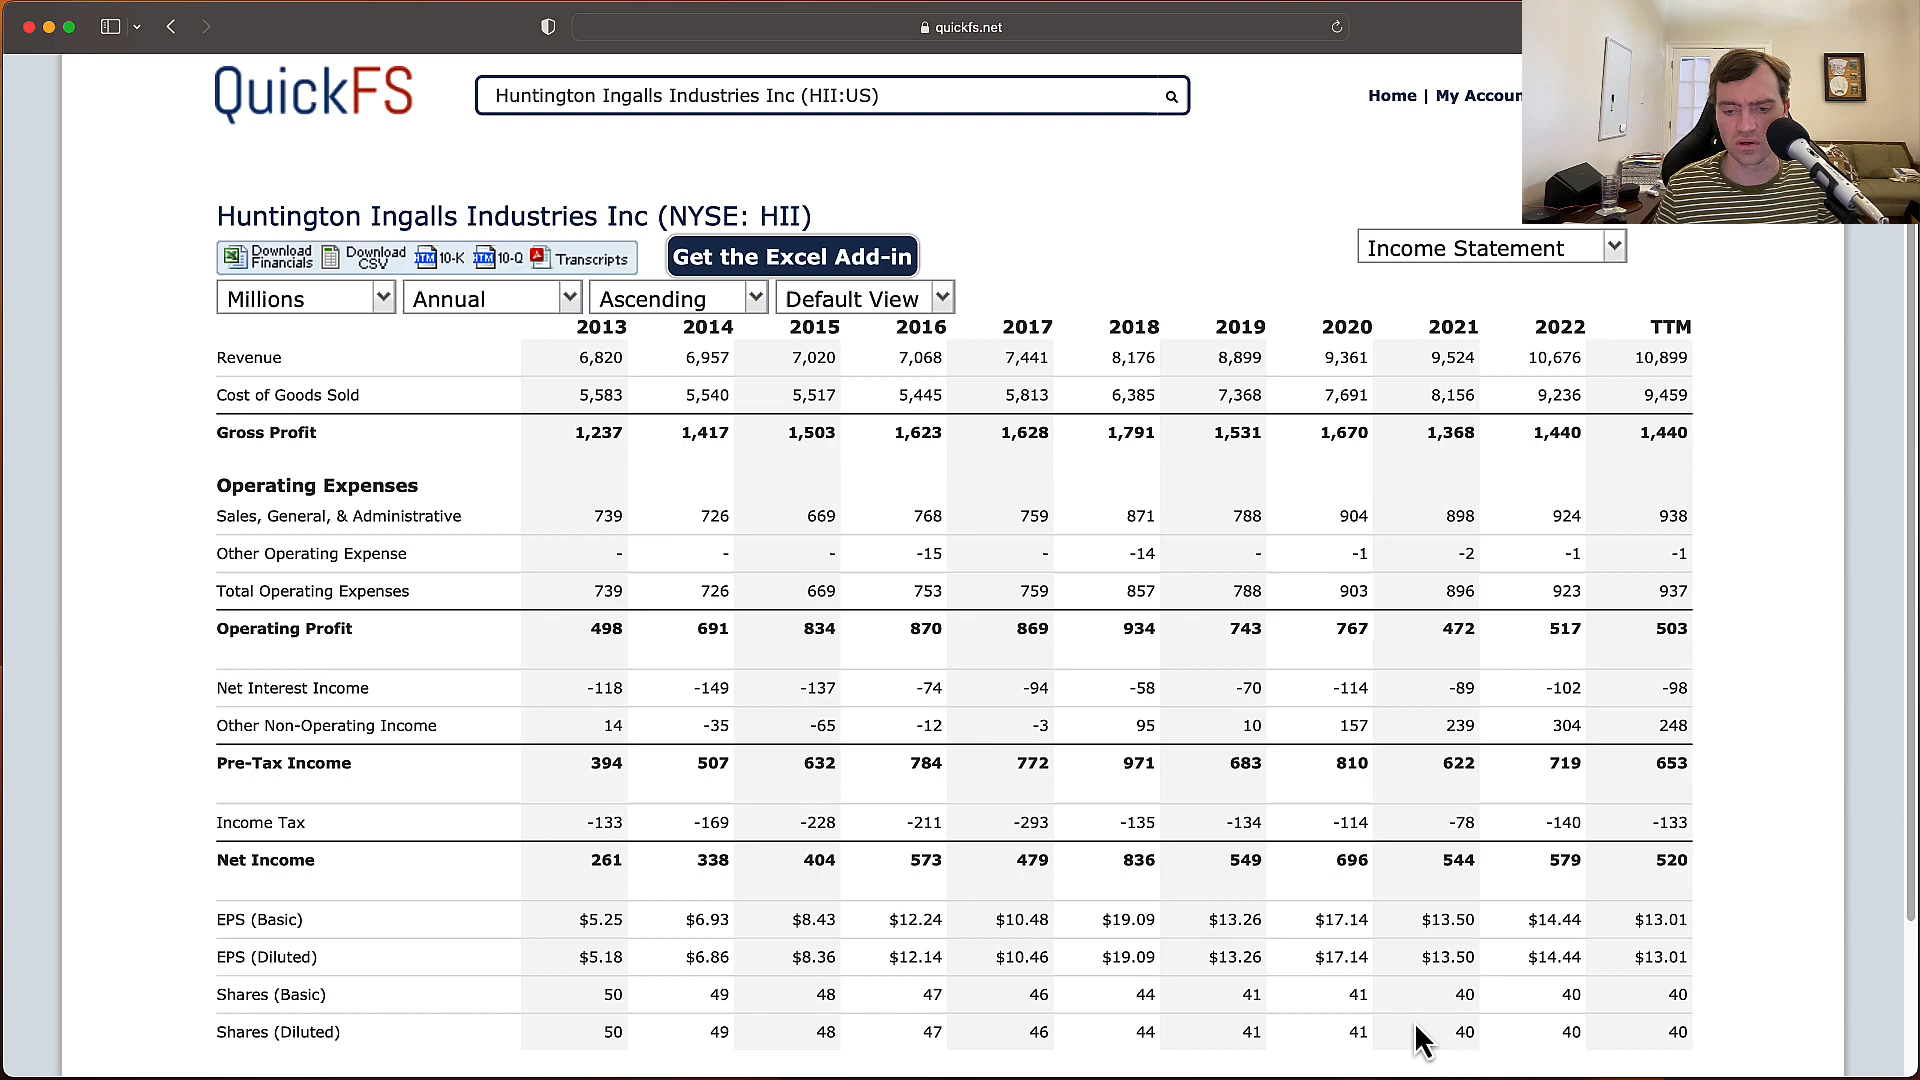 quickfs.net
QuickFS
Huntington Ingalls Industries Inc (HII:US)
Home | My Accoun
Huntington Ingalls Industries Inc (NYSE: HII)
Download Financials Download CSV HTM 10-K HTM 10-Q Transcripts Get the Excel Add-in Income Statement
Millions Annual Ascending Default View
2013 2014 2015 2016 2017 2018 2019 2020 2021 2022 TTM
Revenue 6,820 6,957 7,020 7,068 7,441 8,176 8,899 9,361 9,524 10,676 10,899
Cost of Goods Sold 5,583 5,540 5,517 5,445 5,813 6,385 7,368 7,691 8,156 9,236 9,459
Gross Profit 1,237 1,417 1,503 1,623 1,628 1,791 1,531 1,670 1,368 1,440 1,440
Operating Expenses
Sales, General, & Administrative 739 726 669 768 759 871 788 904 898 924 938
Other Operating Expense - - - -15 - -14 - -1 -2 -1 -1
Total Operating Expenses 739 726 669 753 759 857 788 903 896 923 937
Operating Profit 498 691 834 870 869 934 743 767 472 517 503
Net Interest Income -118 -149 -137 -74 -94 -58 -70 -114 -89 -102 -98
Other Non-Operating Income 14 -35 -65 -12 -3 95 10 157 239 304 248
Pre-Tax Income 394 507 632 784 772 971 683 810 622 719 653
Income Tax -133 -169 -228 -211 -293 -135 -134 -114 -78 -140 -133
Net Income 261 338 404 573 479 836 549 696 544 579 520
EPS (Basic) $5.25 $6.93 $8.43 $12.24 $10.48 $19.09 $13.26 $17.14 $13.50 $14.44 $13.01
EPS (Diluted) $5.18 $6.86 $8.36 $12.14 $10.46 $19.09 $13.26 $17.14 $13.50 $14.44 $13.01
Shares (Basic) 50 49 48 47 46 44 41 41 40 40 40
Shares (Diluted) 50 49 48 47 46 44 41 41 40 40 40